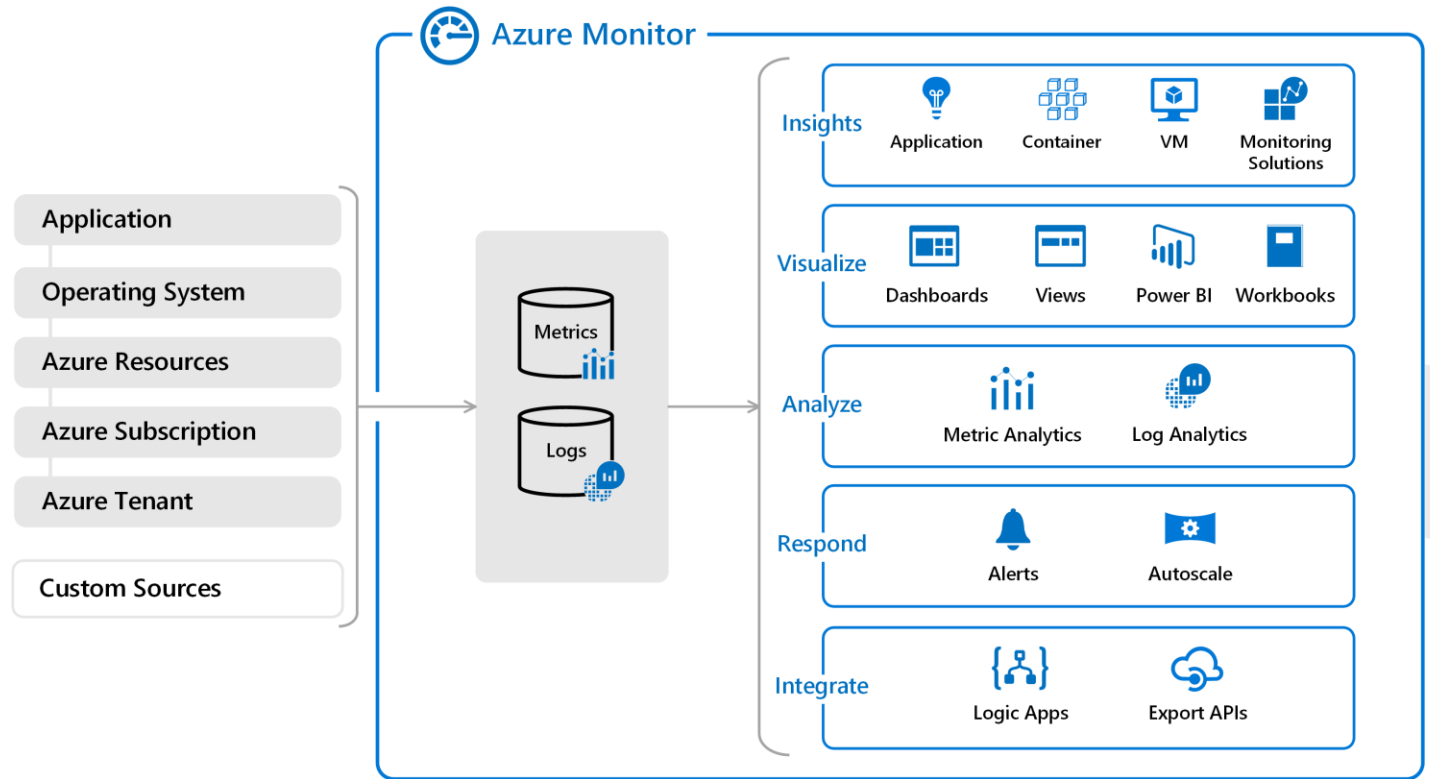 Azure Monitor
Application
Operating System
Azure Resources
Azure Subscription
Azure Tenant
Custom Sources
Metrics
Logs
Insights
Application
Container
VM
Monitoring
Solutions
Visualize
Dashboards
Views
Power BI
Workbooks
Analyze
Metric Analytics
Log Analytics
Respond
Alerts
Autoscale
Integrate
Logic Apps
Export APIs